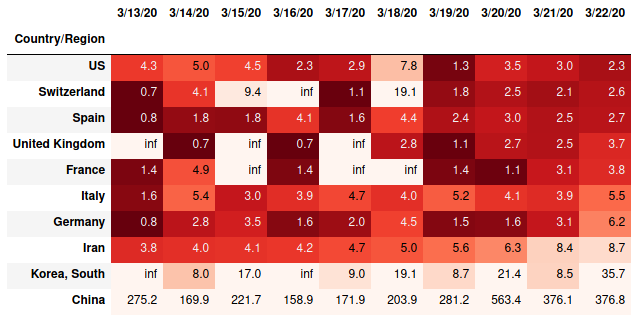 3/13/20 3/14/20 3/15/20 3/16/20 3/17/20 3/18/20 3/19/20 3/20/20 3/21/20 3/22/20
Country/Region
US 4.3 5.0 4.5 2.3 2.9 7.8 1.3 3.5 3.0 2.3
Switzerland 0.7 4.1 9.4 inf 1.1 19.1 1.8 2.5 2.1 2.6
Spain 0.8 1.8 1.8 4.1 1.6 4.4 2.4 3.0 2.5 2.7
United Kingdom inf 0.7 inf 0.7 inf 2.8 1.1 2.7 2.5 3.7
France 1.4 4.9 inf 1.4 inf inf 1.4 1.1 3.1 3.8
Italy 1.6 5.4 3.0 3.9 4.7 4.0 5.2 4.1 3.9 5.5
Germany 0.8 2.8 3.5 1.6 2.0 4.5 1.5 1.6 3.1 6.2
Iran 3.8 4.0 4.1 4.2 4.7 5.0 5.6 6.3 8.4 8.7
Korea, South inf 8.0 17.0 inf 9.0 19.1 8.7 21.4 8.5 35.7
China 275.2 169.9 221.7 158.9 171.9 203.9 281.2 563.4 376.1 376.8